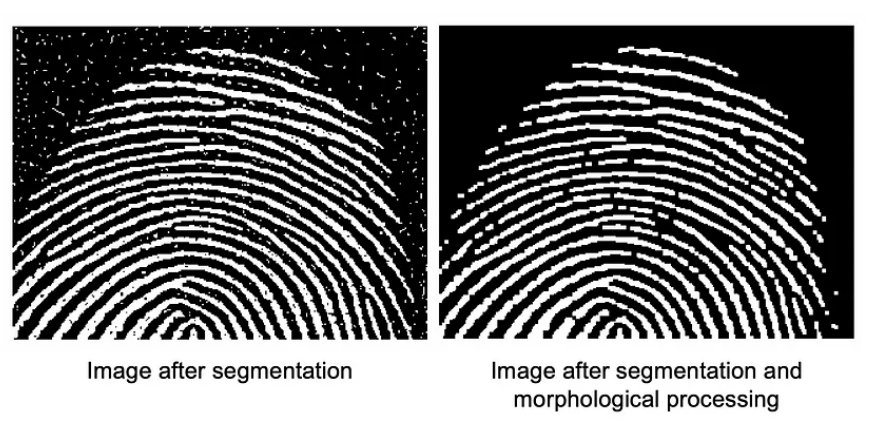 Image after segmentation
Image after segmentation and
morphological processing